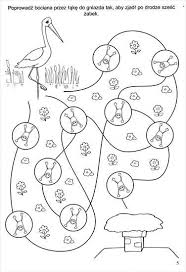 Poprowadź bociana przez łąkę do gniazda tak, aby zjadł po drodze sześć
żabek.
5